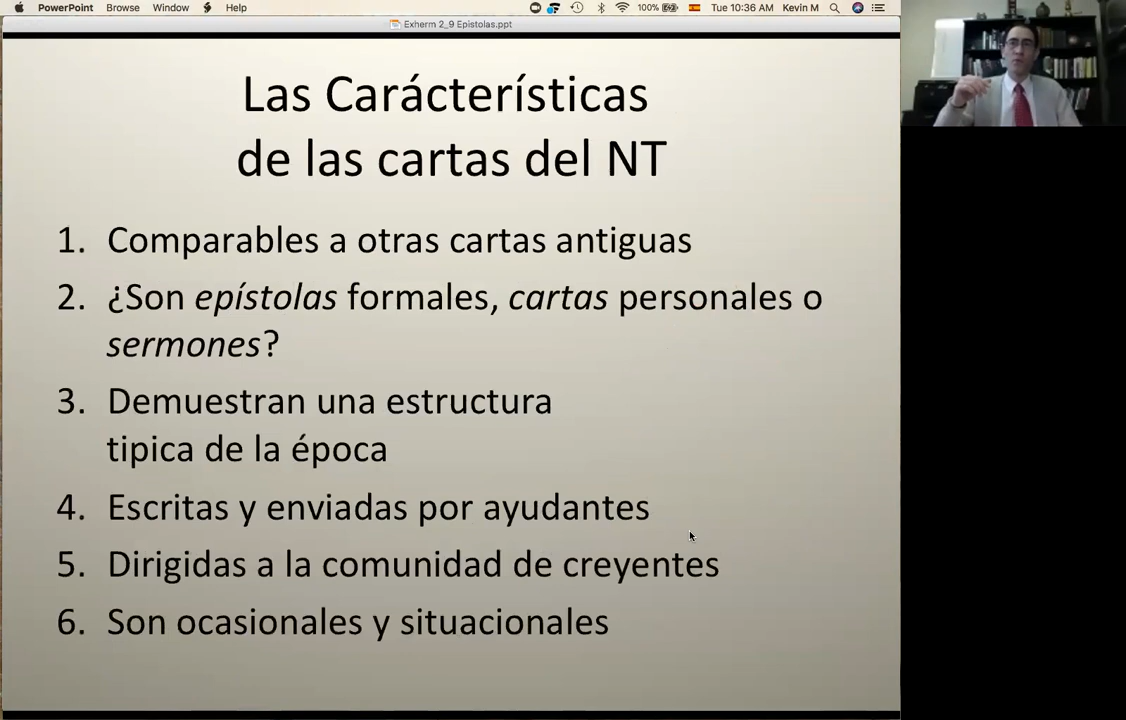 PowerPoint Browse Window Help 100% Tue 10:36 AM Kevin M
Exherm 2_9 Epistolas.ppt
Las Carácterísticas
de las cartas del NT
1. Comparables a otras cartas antiguas
2. ¿Son epístolas formales, cartas personales o
sermones?
3. Demuestran una estructura
tipica de la época
4. Escritas y enviadas por ayudantes
5. Dirigidas a la comunidad de creyentes
6. Son ocasionales y situacionales